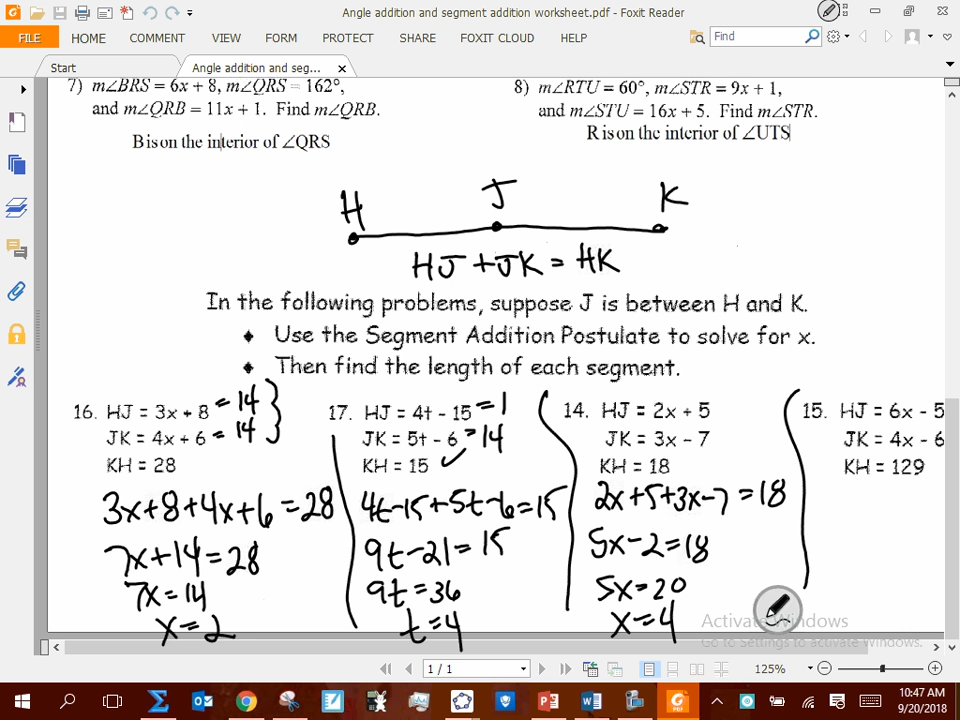 Angle addition and segment addition worksheet.pdf - Foxit Reader
FILE HOME COMMENT VIEW FORM PROTECT SHARE FOXIT CLOUD HELP Find
Start Angle addition and seg...
7) m∠BRS = 6x + 8, m∠QRS = 162°,
and m∠QRB = 11x + 1. Find m∠QRB.
B is on the interior of ∠QRS
8) m∠RTU = 60°, m∠STR = 9x + 1,
and m∠STU = 16x + 5. Find m∠STR.
R is on the interior of ∠UTS
H J K
HJ + JK = HK
In the following problems, suppose J is between H and K.
♦ Use the Segment Addition Postulate to solve for x.
♦ Then find the length of each segment.
16. HJ = 3x + 8 = 14
JK = 4x + 6 = 14
KH = 28
3x+8+4x+6=28
7x+14=28
7x=14
x=2
17. HJ = 4t - 15 = 1
JK = 5t - 6 = 14
KH = 15 ✓
4t-15+5t-6=15
9t-21=15
9t=36
t=4
14. HJ = 2x + 5
JK = 3x - 7
KH = 18
2x+5+3x-7=18
5x-2=18
5x=20
x=4
15. HJ = 6x - 5
JK = 4x - 6
KH = 129
Activate Windows
Go to Settings to activate Windows.
1 / 1 125%
10:47 AM
9/20/2018